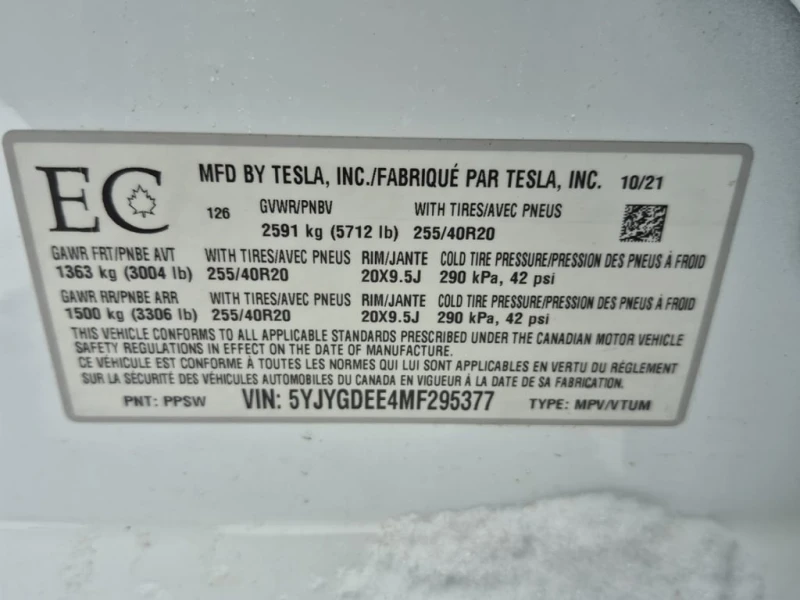 EC MFD BY TESLA, INC./FABRIQUÉ PAR TESLA, INC. 10/21
126 GVWR/PNBV WITH TIRES/AVEC PNEUS
2591 kg (5712 lb) 255/40R20
GAWR FRT/PNBE AVT WITH TIRES/AVEC PNEUS RIM/JANTE COLD TIRE PRESSURE/PRESSION DES PNEUS À FROID
1363 kg (3004 lb) 255/40R20 20X9.5J 290 kPa, 42 psi
GAWR RR/PNBE ARR WITH TIRES/AVEC PNEUS RIM/JANTE COLD TIRE PRESSURE/PRESSION DES PNEUS À FROID
1500 kg (3306 lb) 255/40R20 20X9.5J 290 kPa, 42 psi
THIS VEHICLE CONFORMS TO ALL APPLICABLE STANDARDS PRESCRIBED UNDER THE CANADIAN MOTOR VEHICLE
SAFETY REGULATIONS IN EFFECT ON THE DATE OF MANUFACTURE.
CE VÉHICULE EST CONFORME À TOUTES LES NORMES QUI LUI SONT APPLICABLES EN VERTU DU RÉGLEMENT
SUR LA SÉCURITÉ DES VÉHICULES AUTOMOBILES DU CANADA EN VIGUEUR À LA DATE DE SA FABRICATION.
PNT: PPSW VIN: 5YJYGDEE4MF295377 TYPE: MPV/VTUM